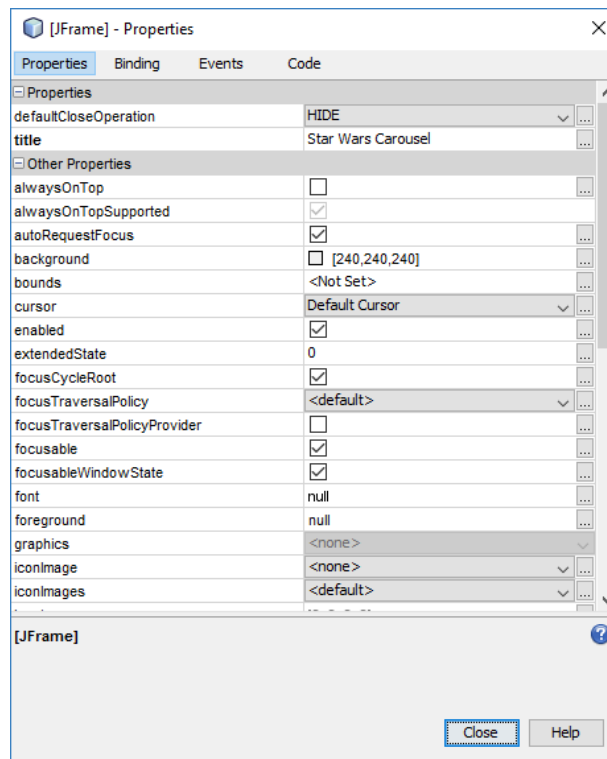 [JFrame] - Properties
Properties Binding Events Code
Properties
defaultCloseOperation HIDE ...
title Star Wars Carousel ...
Other Properties
alwaysOnTop ...
alwaysOnTopSupported
autoRequestFocus ...
background [240,240,240] ...
bounds <Not Set> ...
cursor Default Cursor ...
enabled ...
extendedState 0 ...
focusCycleRoot ...
focusTraversalPolicy <default> ...
focusTraversalPolicyProvider ...
focusable ...
focusableWindowState ...
font null ...
foreground null ...
graphics <none>
iconImage <none> ...
iconImages <default> ...
[JFrame] ?
Close Help